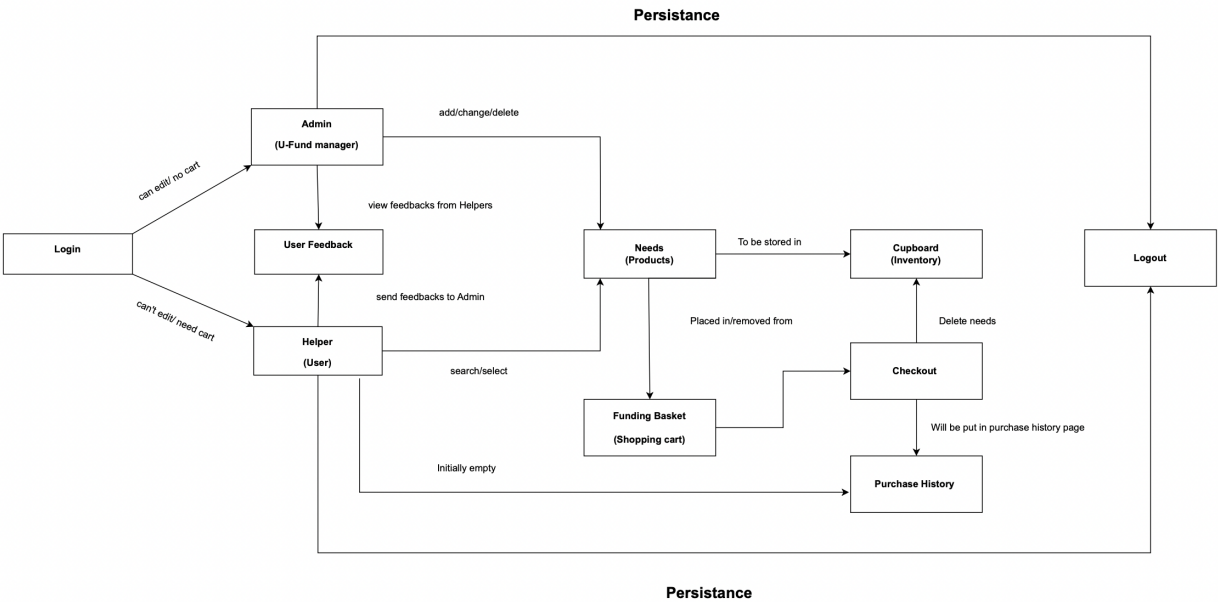 Persistance
Admin
(U-Fund manager)
add/change/delete
can edit/ no cart
view feedbacks from Helpers
Login
User Feedback
Needs
(Products)
To be stored in
Cupboard
(Inventory)
Logout
send feedbacks to Admin
can't edit/ need cart
Placed in/removed from
Delete needs
Helper
(User)
search/select
Checkout
Funding Basket
(Shopping cart)
Will be put in purchase history page
Initially empty
Purchase History
Persistance